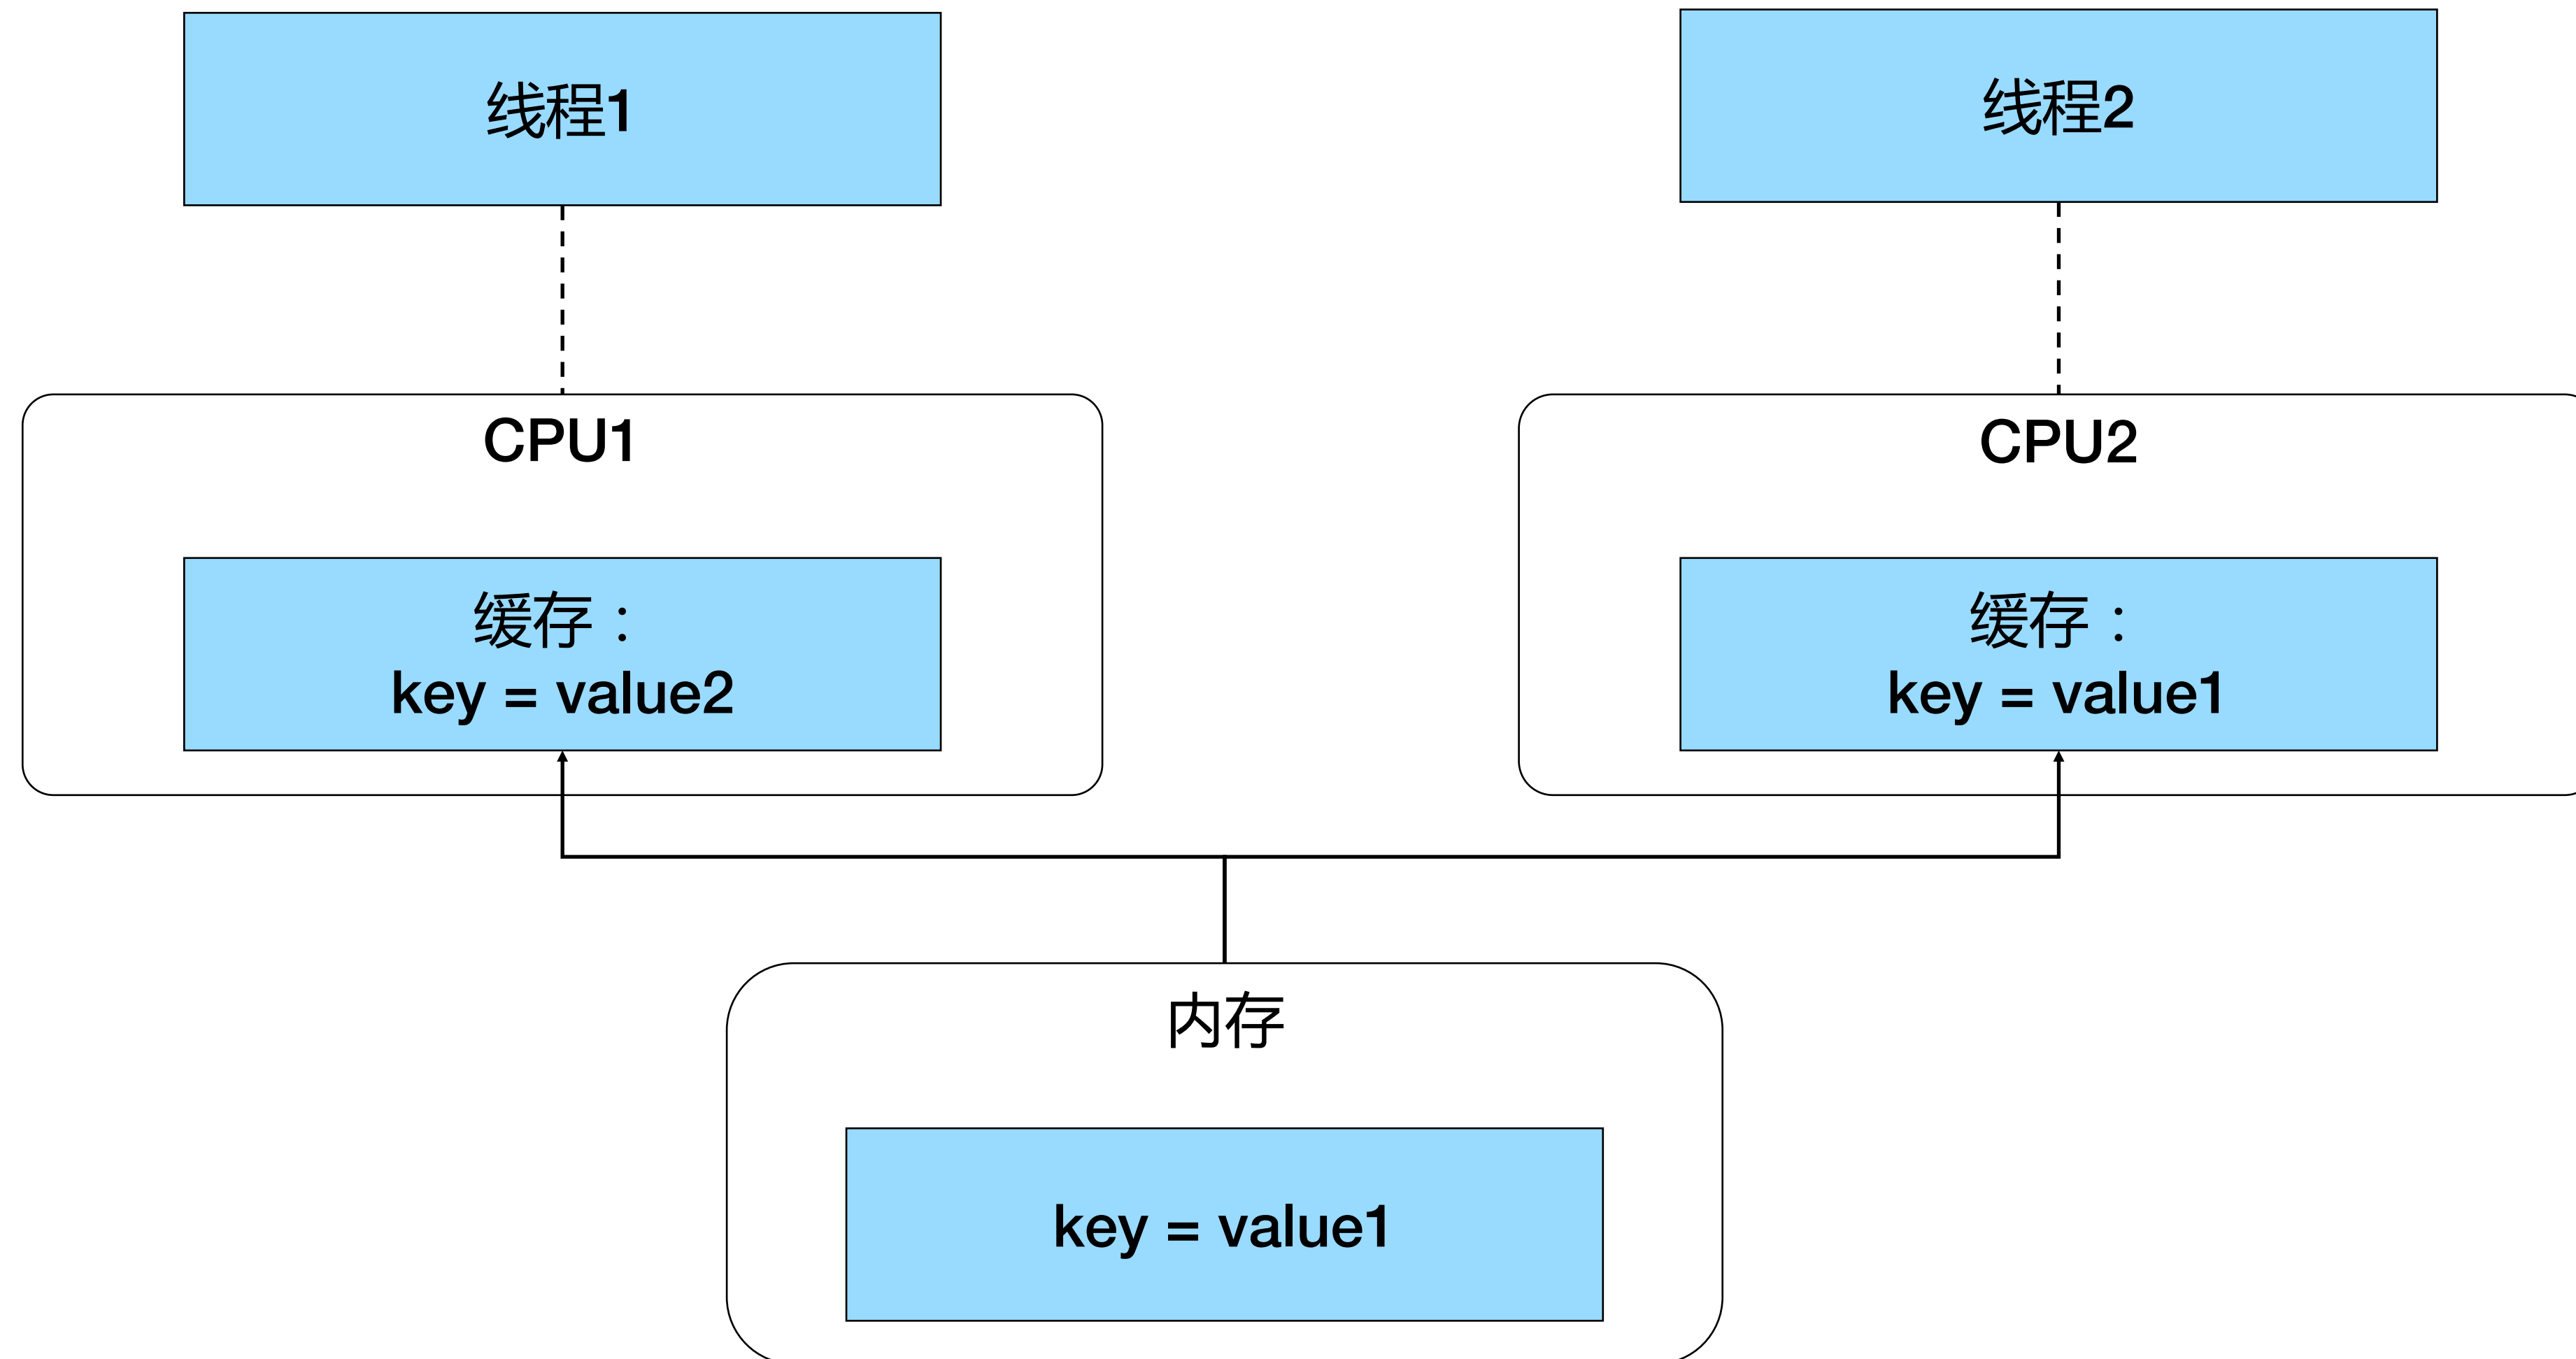 线程1
线程2
CPU1
CPU2
缓存：
key = value2
缓存：
key = value1
内存
key = value1